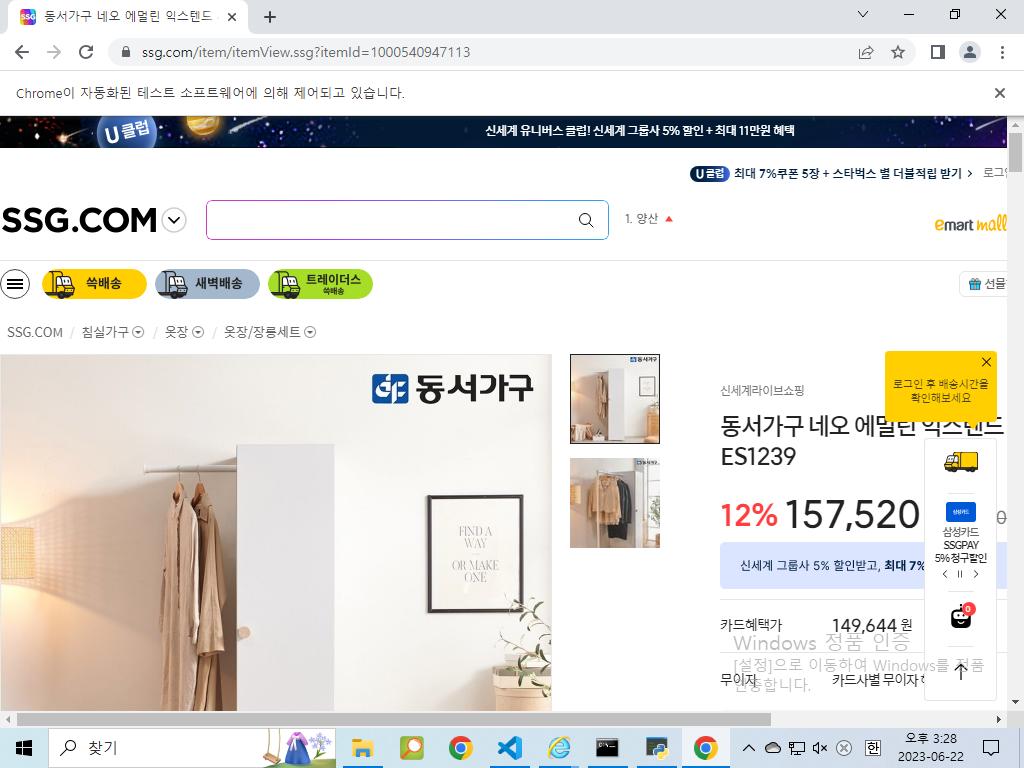 동서가구 네오 에멀린 익스텐드
ssg.com/item/itemView.ssg?itemId=1000540947113
Chrome이 자동화된 테스트 소프트웨어에 의해 제어되고 있습니다.
U클럽
신세계 유니버스 클럽! 신세계 그룹사 5% 할인 + 최대 11만원 혜택
U클럽 최대 7%쿠폰 5장 + 스타벅스 별 더블적립 받기
로그인
SSG.COM
1. 양산
emart mall
쓱배송
새벽배송
트레이더스
쓱배송
선물
SSG.COM / 침실가구 / 옷장 / 옷장/장롱세트
동서가구
FIND A
WAY
OR MAKE
ONE
동서가구
신세계라이브쇼핑
로그인 후 배송시간을
확인해보세요
동서가구 네오 에멀린 익스텐드
ES1239
12% 157,520
신세계 그룹사 5% 할인받고, 최대 7%
삼성카드
삼성카드
SSGPAY
5% 청구할인
0
카드혜택가 149,644 원
무이자 카드사별 무이자
Windows 정품 인증
[설정]으로 이동하여 Windows를 정품
인증합니다.
찾기
오후 3:28
2023-06-22
한